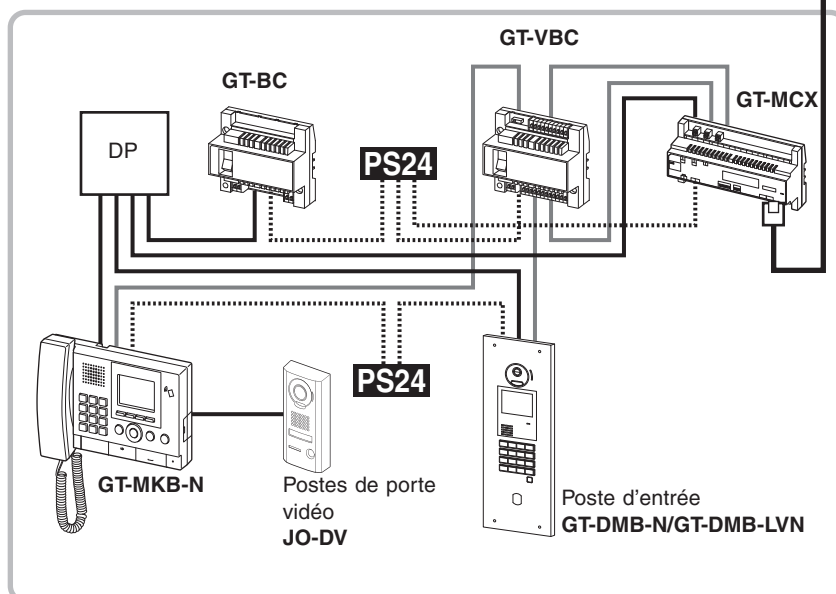 GT-VBC
GT-BC
GT-MCX
DP
PS24
PS24
GT-MKB-N
Postes de porte
vidéo
JO-DV
Poste d'entrée
GT-DMB-N/GT-DMB-LVN